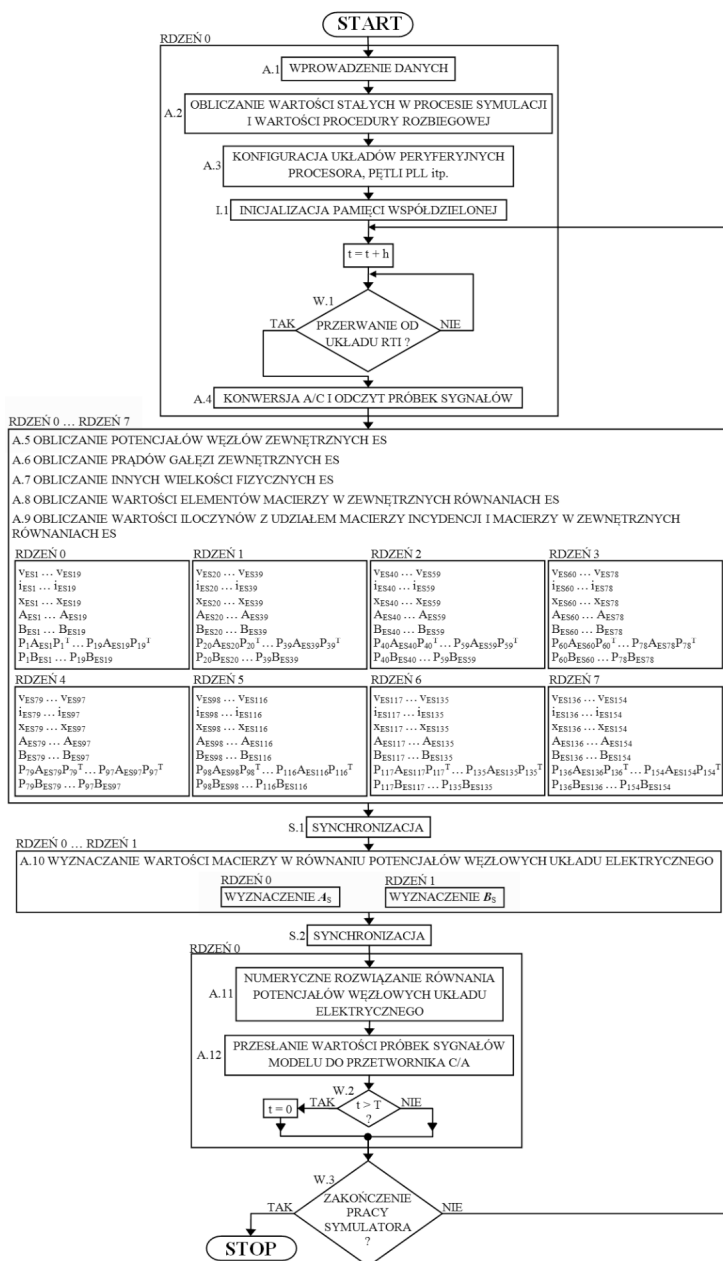 START
RDZEŃ 0
A.1 WPROWADZENIE DANYCH
A.2 OBLICZANIE WARTOŚCI STAŁYCH W PROCESIE SYMULACJI
I WARTOŚCI PROCEDURY ROZBIEGOWEJ
A.3 KONFIGURACJA UKŁADÓW PERYFERYJNYCH
PROCESORA, PĘTLI PLL itp.
I.1 INICJALIZACJA PAMIĘCI WSPÓŁDZIELONEJ
t = t + h
W.1
TAK PRZERWANIE OD NIE
UKŁADU RTI ?
A.4 KONWERSJA A/C I ODCZYT PRÓBEK SYGNAŁÓW
RDZEŃ 0 … RDZEŃ 7
A.5 OBLICZANIE POTENCJAŁÓW WĘZŁÓW ZEWNĘTRZNYCH ES
A.6 OBLICZANIE PRĄDÓW GAŁĘZI ZEWNĘTRZNYCH ES
A.7 OBLICZANIE INNYCH WIELKOŚCI FIZYCZNYCH ES
A.8 OBLICZANIE WARTOŚCI ELEMENTÓW MACIERZY W ZEWNĘTRZNYCH RÓWNANIACH ES
A.9 OBLICZANIE WARTOŚCI ILOCZYNÓW Z UDZIAŁEM MACIERZY INCYDENCJI I MACIERZY W ZEWNĘTRZNYCH
RÓWNANIACH ES
RDZEŃ 0
vES1 … vES19
iES1 … iES19
xES1 … xES19
AES1 … AES19
BES1 … BES19
P1AES1P1ᵀ … P19AES19P19ᵀ
P1BES1 … P19BES19
RDZEŃ 1
vES20 … vES39
iES20 … iES39
xES20 … xES39
AES20 … AES39
BES20 … BES39
P20AES20P20ᵀ … P39AES39P39ᵀ
P20BES20 … P39BES39
RDZEŃ 2
vES40 … vES59
iES40 … iES59
xES40 … xES59
AES40 … AES59
BES40 … BES59
P40AES40P40ᵀ … P59AES59P59ᵀ
P40BES40 … P59BES59
RDZEŃ 3
vES60 … vES78
iES60 … iES78
xES60 … xES78
AES60 … AES78
BES60 … BES78
P60AES60P60ᵀ … P78AES78P78ᵀ
P60BES60 … P78BES78
RDZEŃ 4
vES79 … vES97
iES79 … iES97
xES79 … xES97
AES79 … AES97
BES79 … BES97
P79AES79P79ᵀ … P97AES97P97ᵀ
P79BES79 … P97BES97
RDZEŃ 5
vES98 … vES116
iES98 … iES116
xES98 … xES116
AES98 … AES116
BES98 … BES116
P98AES98P98ᵀ … P116AES116P116ᵀ
P98BES98 … P116BES116
RDZEŃ 6
vES117 … vES135
iES117 … iES135
xES117 … xES135
AES117 … AES135
BES117 … BES135
P117AES117P117ᵀ … P135AES135P135ᵀ
P117BES117 … P135BES135
RDZEŃ 7
vES136 … vES154
iES136 … iES154
xES136 … xES154
AES136 … AES154
BES136 … BES154
P136AES136P136ᵀ … P154AES154P154ᵀ
P136BES136 … P154BES154
S.1 SYNCHRONIZACJA
RDZEŃ 0 … RDZEŃ 1
A.10 WYZNACZANIE WARTOŚCI MACIERZY W RÓWNANIU POTENCJAŁÓW WĘZŁOWYCH UKŁADU ELEKTRYCZNEGO
RDZEŃ 0
WYZNACZENIE AS
RDZEŃ 1
WYZNACZENIE BS
S.2 SYNCHRONIZACJA
RDZEŃ 0
A.11 NUMERYCZNE ROZWIĄZANIE RÓWNANIA
POTENCJAŁÓW WĘZŁOWYCH UKŁADU
ELEKTRYCZNEGO
A.12 PRZESŁANIE WARTOŚCI PRÓBEK SYGNAŁÓW
MODELU DO PRZETWORNIKA C/A
W.2
t = 0 TAK t > T NIE
?
W.3
TAK ZAKOŃCZENIE NIE
PRACY
SYMULATORA
?
STOP